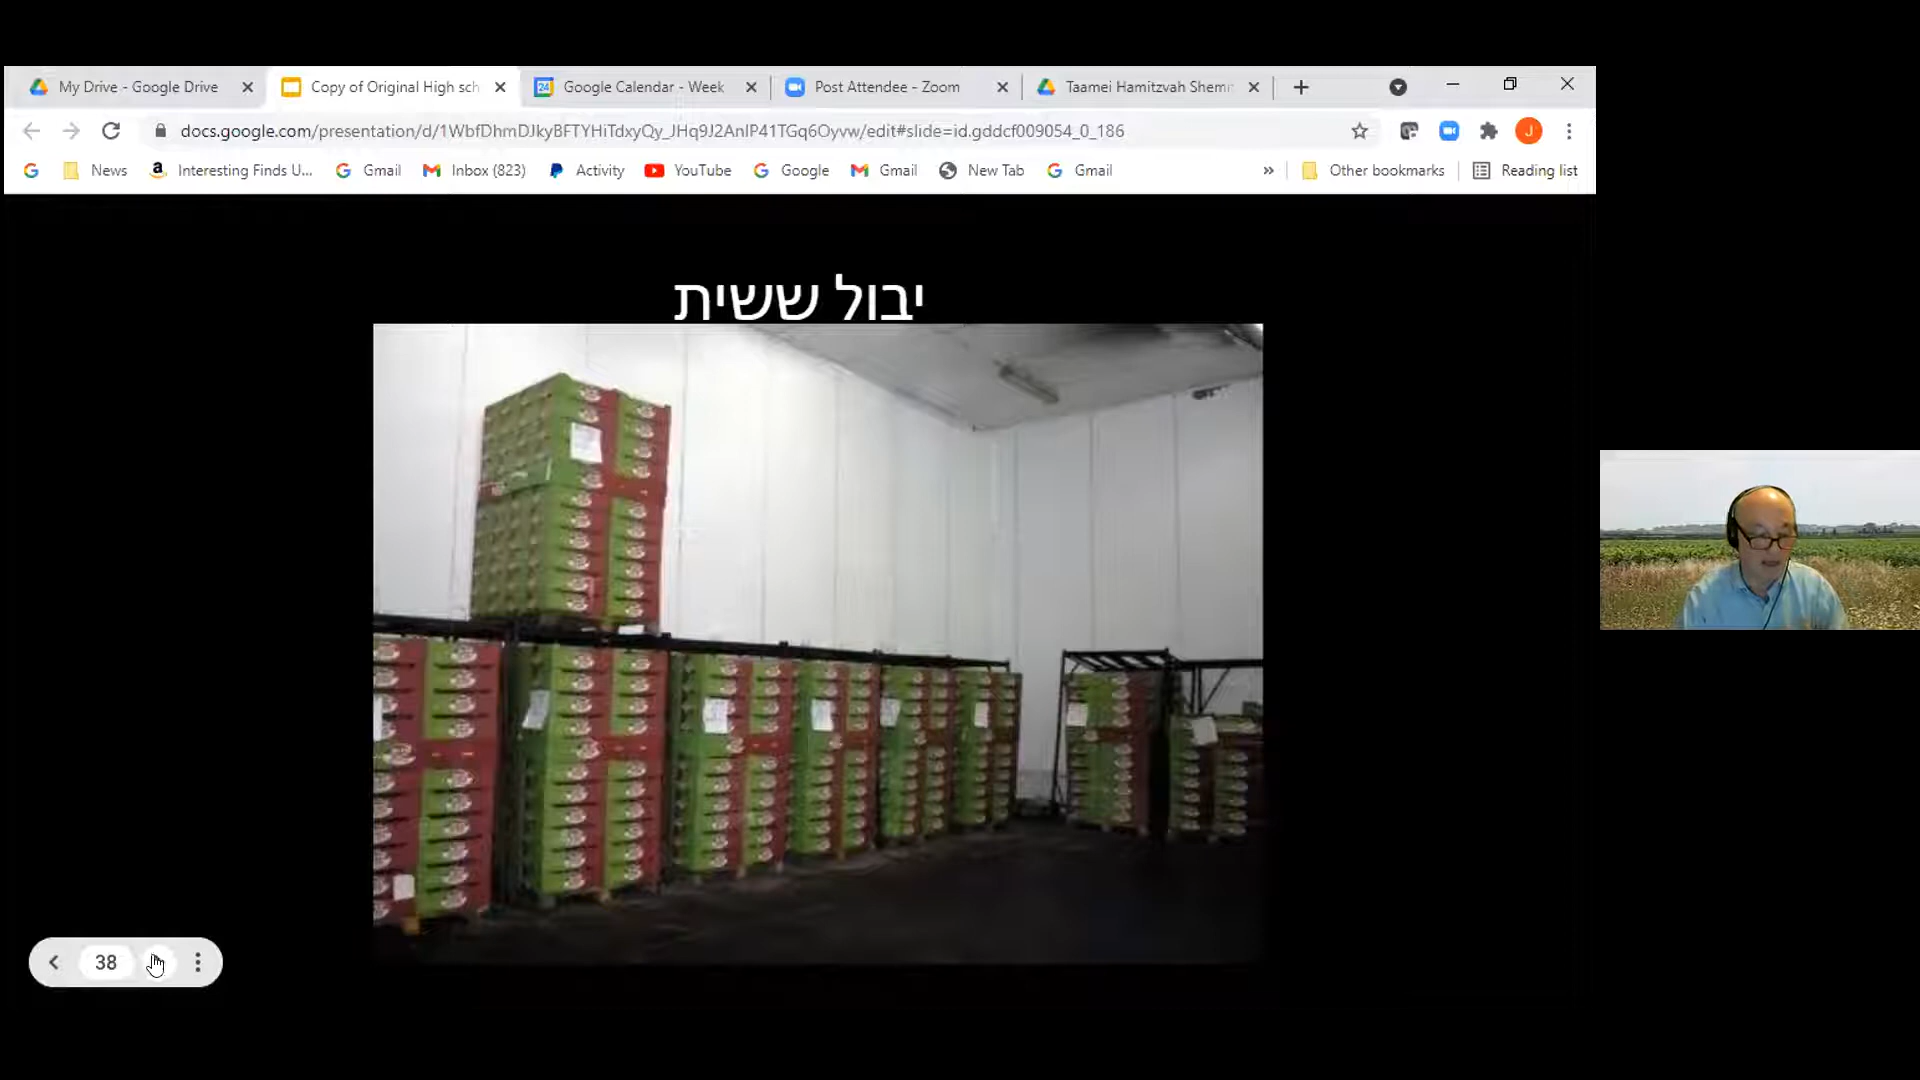 My Drive - Google Drive
Copy of Original High sch
24
Google Calendar - Week
Post Attendee - Zoom
Taamei Hamitzvah Shemi
docs.google.com/presentation/d/1WbfDhmDJkyBFTYHiTdxyQy_JHq9J2AnIP41TGq6Oyvw/edit#slide=id.gddcf009054_0_186
J
News
Interesting Finds U...
Gmail
Inbox (823)
Activity
YouTube
Google
Gmail
New Tab
Gmail
»
Other bookmarks
Reading list
יבול ששית
38